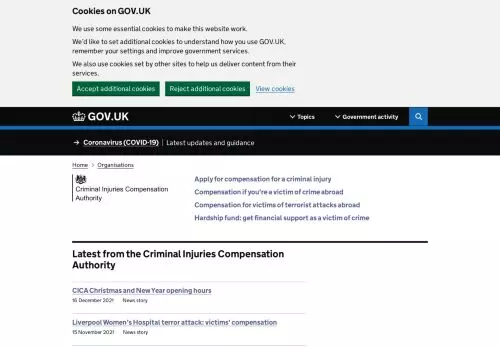 Cookies on GOV.UK
We use some essential cookies to make this website work.
We'd like to set additional cookies to understand how you use GOV.UK,
remember your settings and improve government services.
We also use cookies set by other sites to help us deliver content from their
services.
Accept additional cookies Reject additional cookies View cookies
GOV.UK Topics Government activity
→ Coronavirus (COVID-19) | Latest updates and guidance
Home > Organisations
Criminal Injuries Compensation
Authority
Apply for compensation for a criminal injury
Compensation if you're a victim of crime abroad
Compensation for victims of terrorist attacks abroad
Hardship fund: get financial support as a victim of crime
Latest from the Criminal Injuries Compensation
Authority
CICA Christmas and New Year opening hours
16 December 2021 News story
Liverpool Women's Hospital terror attack: victims' compensation
15 November 2021 News story